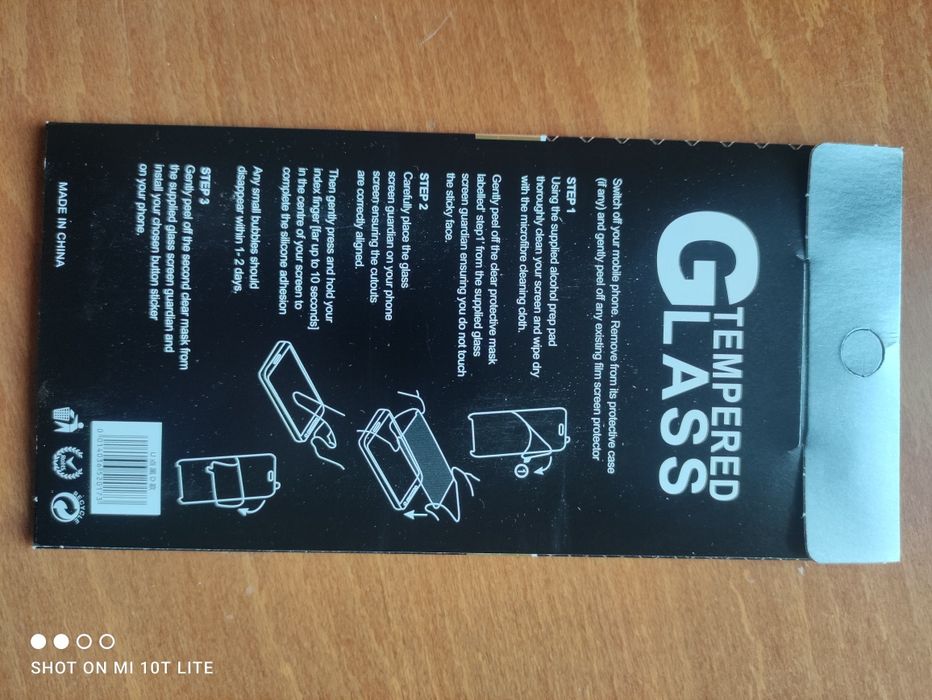 TEMPERED
GLASS
Switch off your mobile phone. Remove from its protective case
(if any) and gently peel off any existing film screen protector
STEP 1
Using the supplied alcohol prep pad
thoroughly clean your screen and wipe dry
with the microfibre cleaning cloth.
Gently peel off the clear protective mask
labelled' step1' from the supplied glass
screen guardian ensuring you do not touch
the sticky face.
STEP 2
Carefully place the glass
screen guardian on your phone
screen ensuring the cutouts
are correctly aligned.
Then gently press and hold your
index finger [far up to 10 seconds]
in the centre of your screen to
complete the silicone adhesion
Any small bubbles should
disappear within 1 - 2 days.
STEP 3
Gently peel off the second clear mask from
the supplied glass screen guardian and
install your chosen button sticker
on your phone.
MADE IN CHINA
1
RoHS
RECYCLE
SHOT ON MI 10T LITE